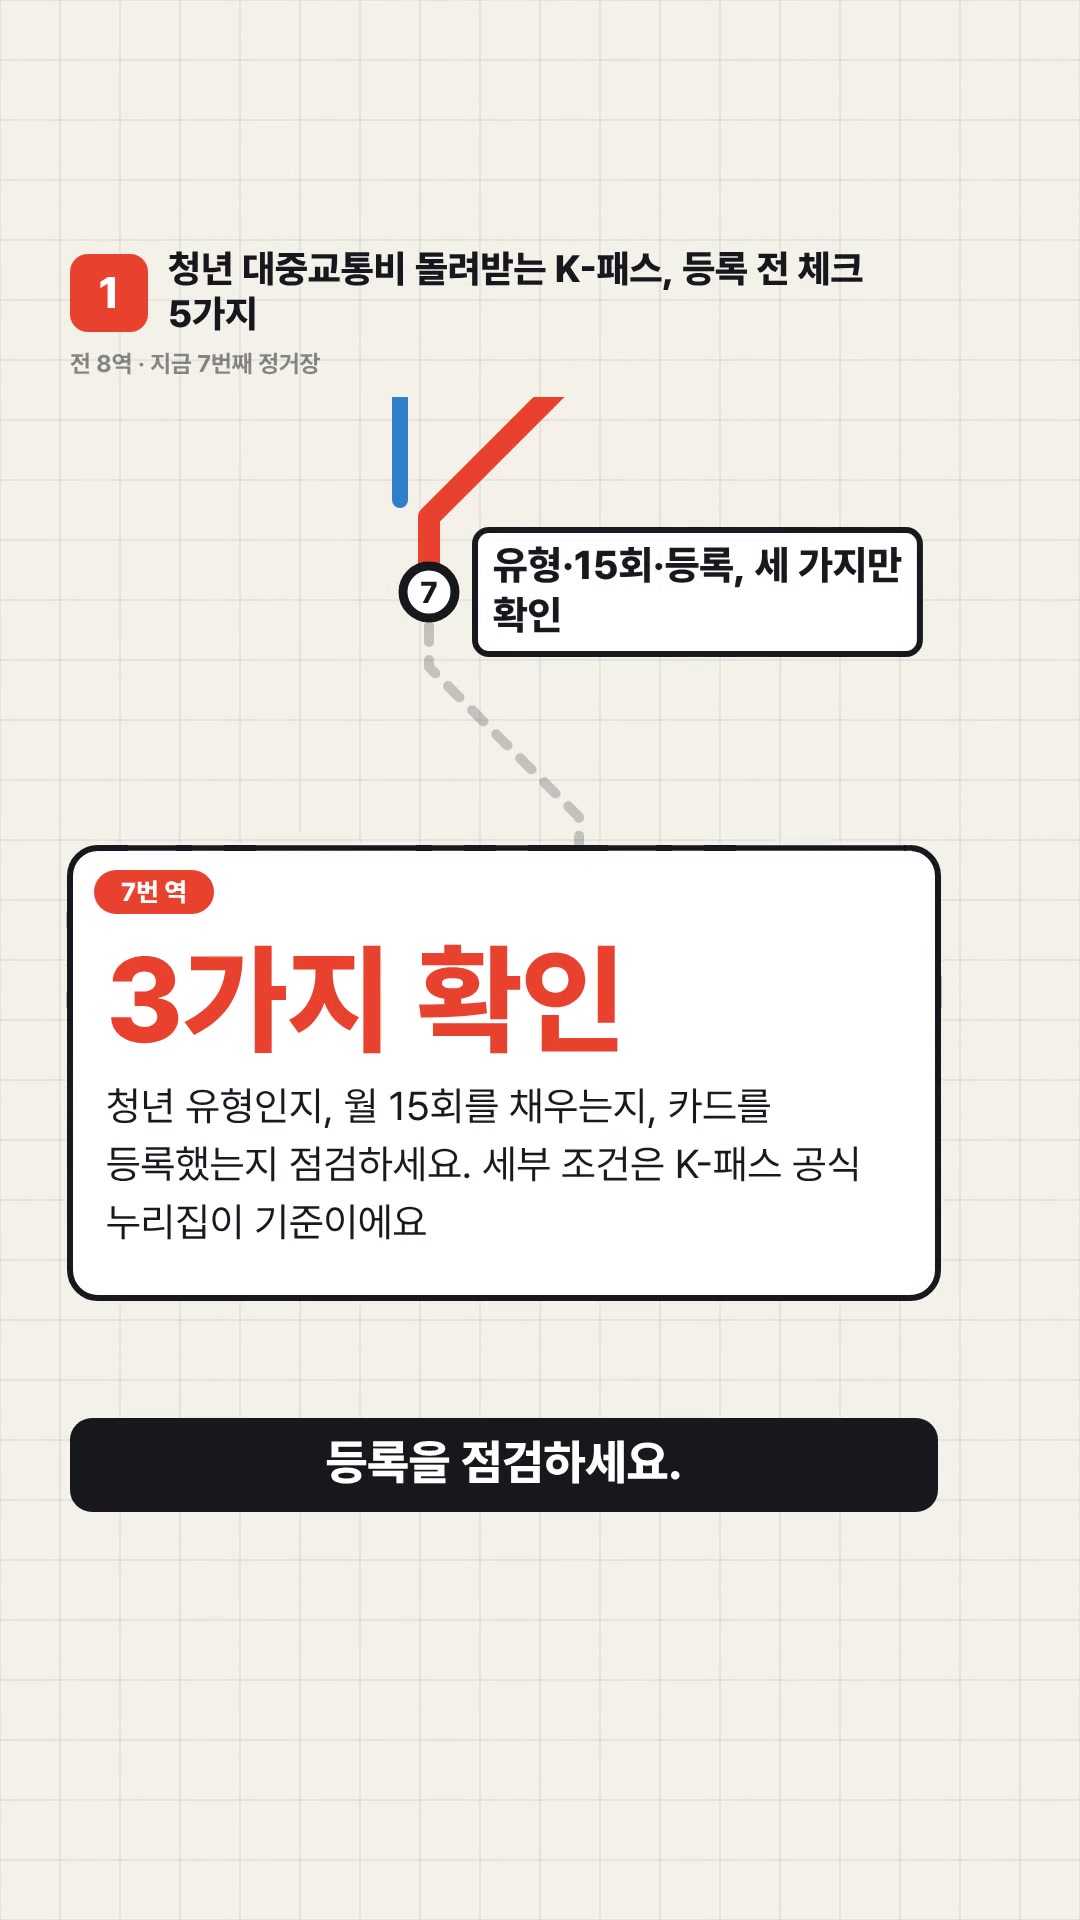 1
청년 대중교통비 돌려받는 K-패스, 등록 전 체크
5가지
전 8역 · 지금 7번째 정거장
7
유형·15회·등록, 세 가지만
확인
7번 역
3가지 확인
청년 유형인지, 월 15회를 채우는지, 카드를
등록했는지 점검하세요. 세부 조건은 K-패스 공식
누리집이 기준이에요
등록을 점검하세요.